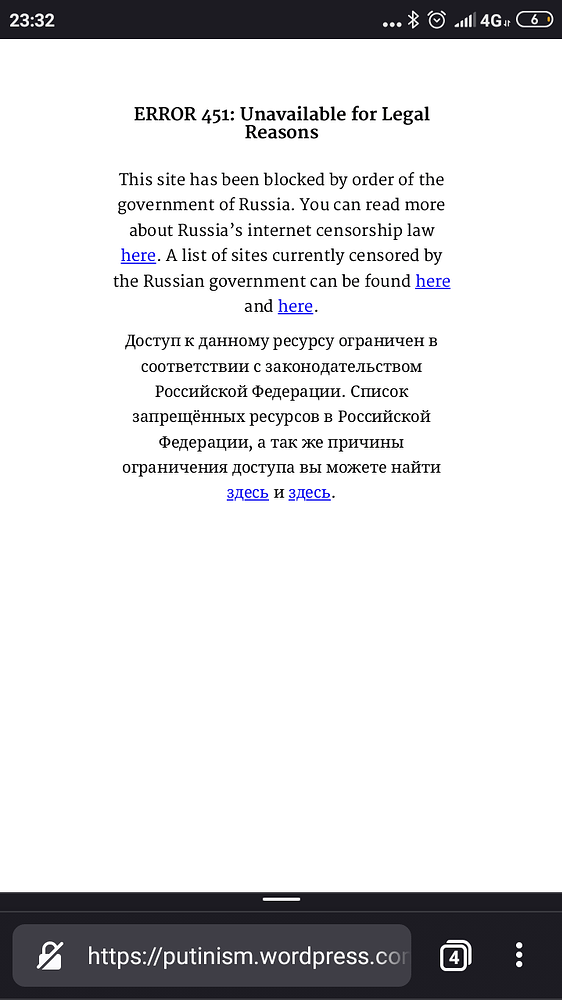 23:32
4G
6
ERROR 451: Unavailable for Legal
Reasons
This site has been blocked by order of the
government of Russia. You can read more
about Russia’s internet censorship law
here. A list of sites currently censored by
the Russian government can be found here
and here.
Доступ к данному ресурсу ограничен в
соответствии с законодательством
Российской Федерации. Список
запрещённых ресурсов в Российской
Федерации, а так же причины
ограничения доступа вы можете найти
здесь и здесь.
https://putinism.wordpress.cor
4